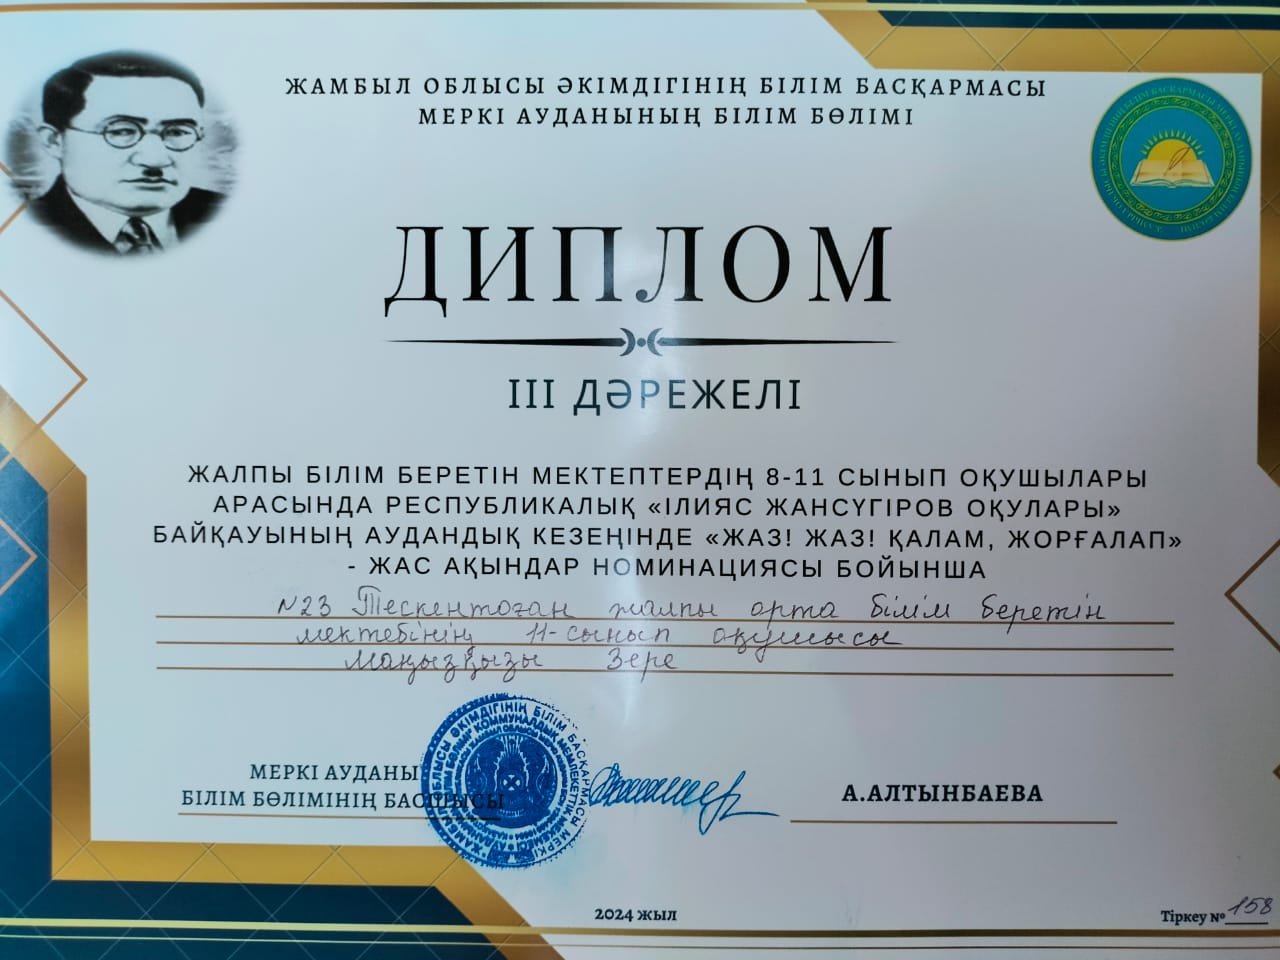 ЖАМБЫЛ ОБЛЫСЫ ӘКІМДІГІНІҢ БІЛІМ БАСҚАРМАСЫ
МЕРКІ АУДАНЫНЫҢ БІЛІМ БӨЛІМІ
ДИПЛОМ
III ДӘРЕЖЕЛІ
ЖАЛПЫ БІЛІМ БЕРЕТІН МЕКТЕПТЕРДІҢ 8-11 СЫНЫП ОҚУШЫЛАРЫ
АРАСЫНДА РЕСПУБЛИКАЛЫҚ «ІЛИЯС ЖАНСҮГІРОВ ОҚУЛАРЫ»
БАЙҚАУЫНЫҢ АУДАНДЫҚ КЕЗЕҢІНДЕ «ЖАЗ! ЖАЗ! ҚАЛАМ, ЖОРҒАЛАП»
- ЖАС АҚЫНДАР НОМИНАЦИЯСЫ БОЙЫНША
№23 Тескентоған жалпы орта білім беретін
мектебінің 11-сынып оқушысы
Маңызқызы Зере
МЕРКІ АУДАНЫ
БІЛІМ БӨЛІМІНІҢ БАСШЫСЫ
А.АЛТЫНБАЕВА
2024 ЖЫЛ
Тіркеу № 158